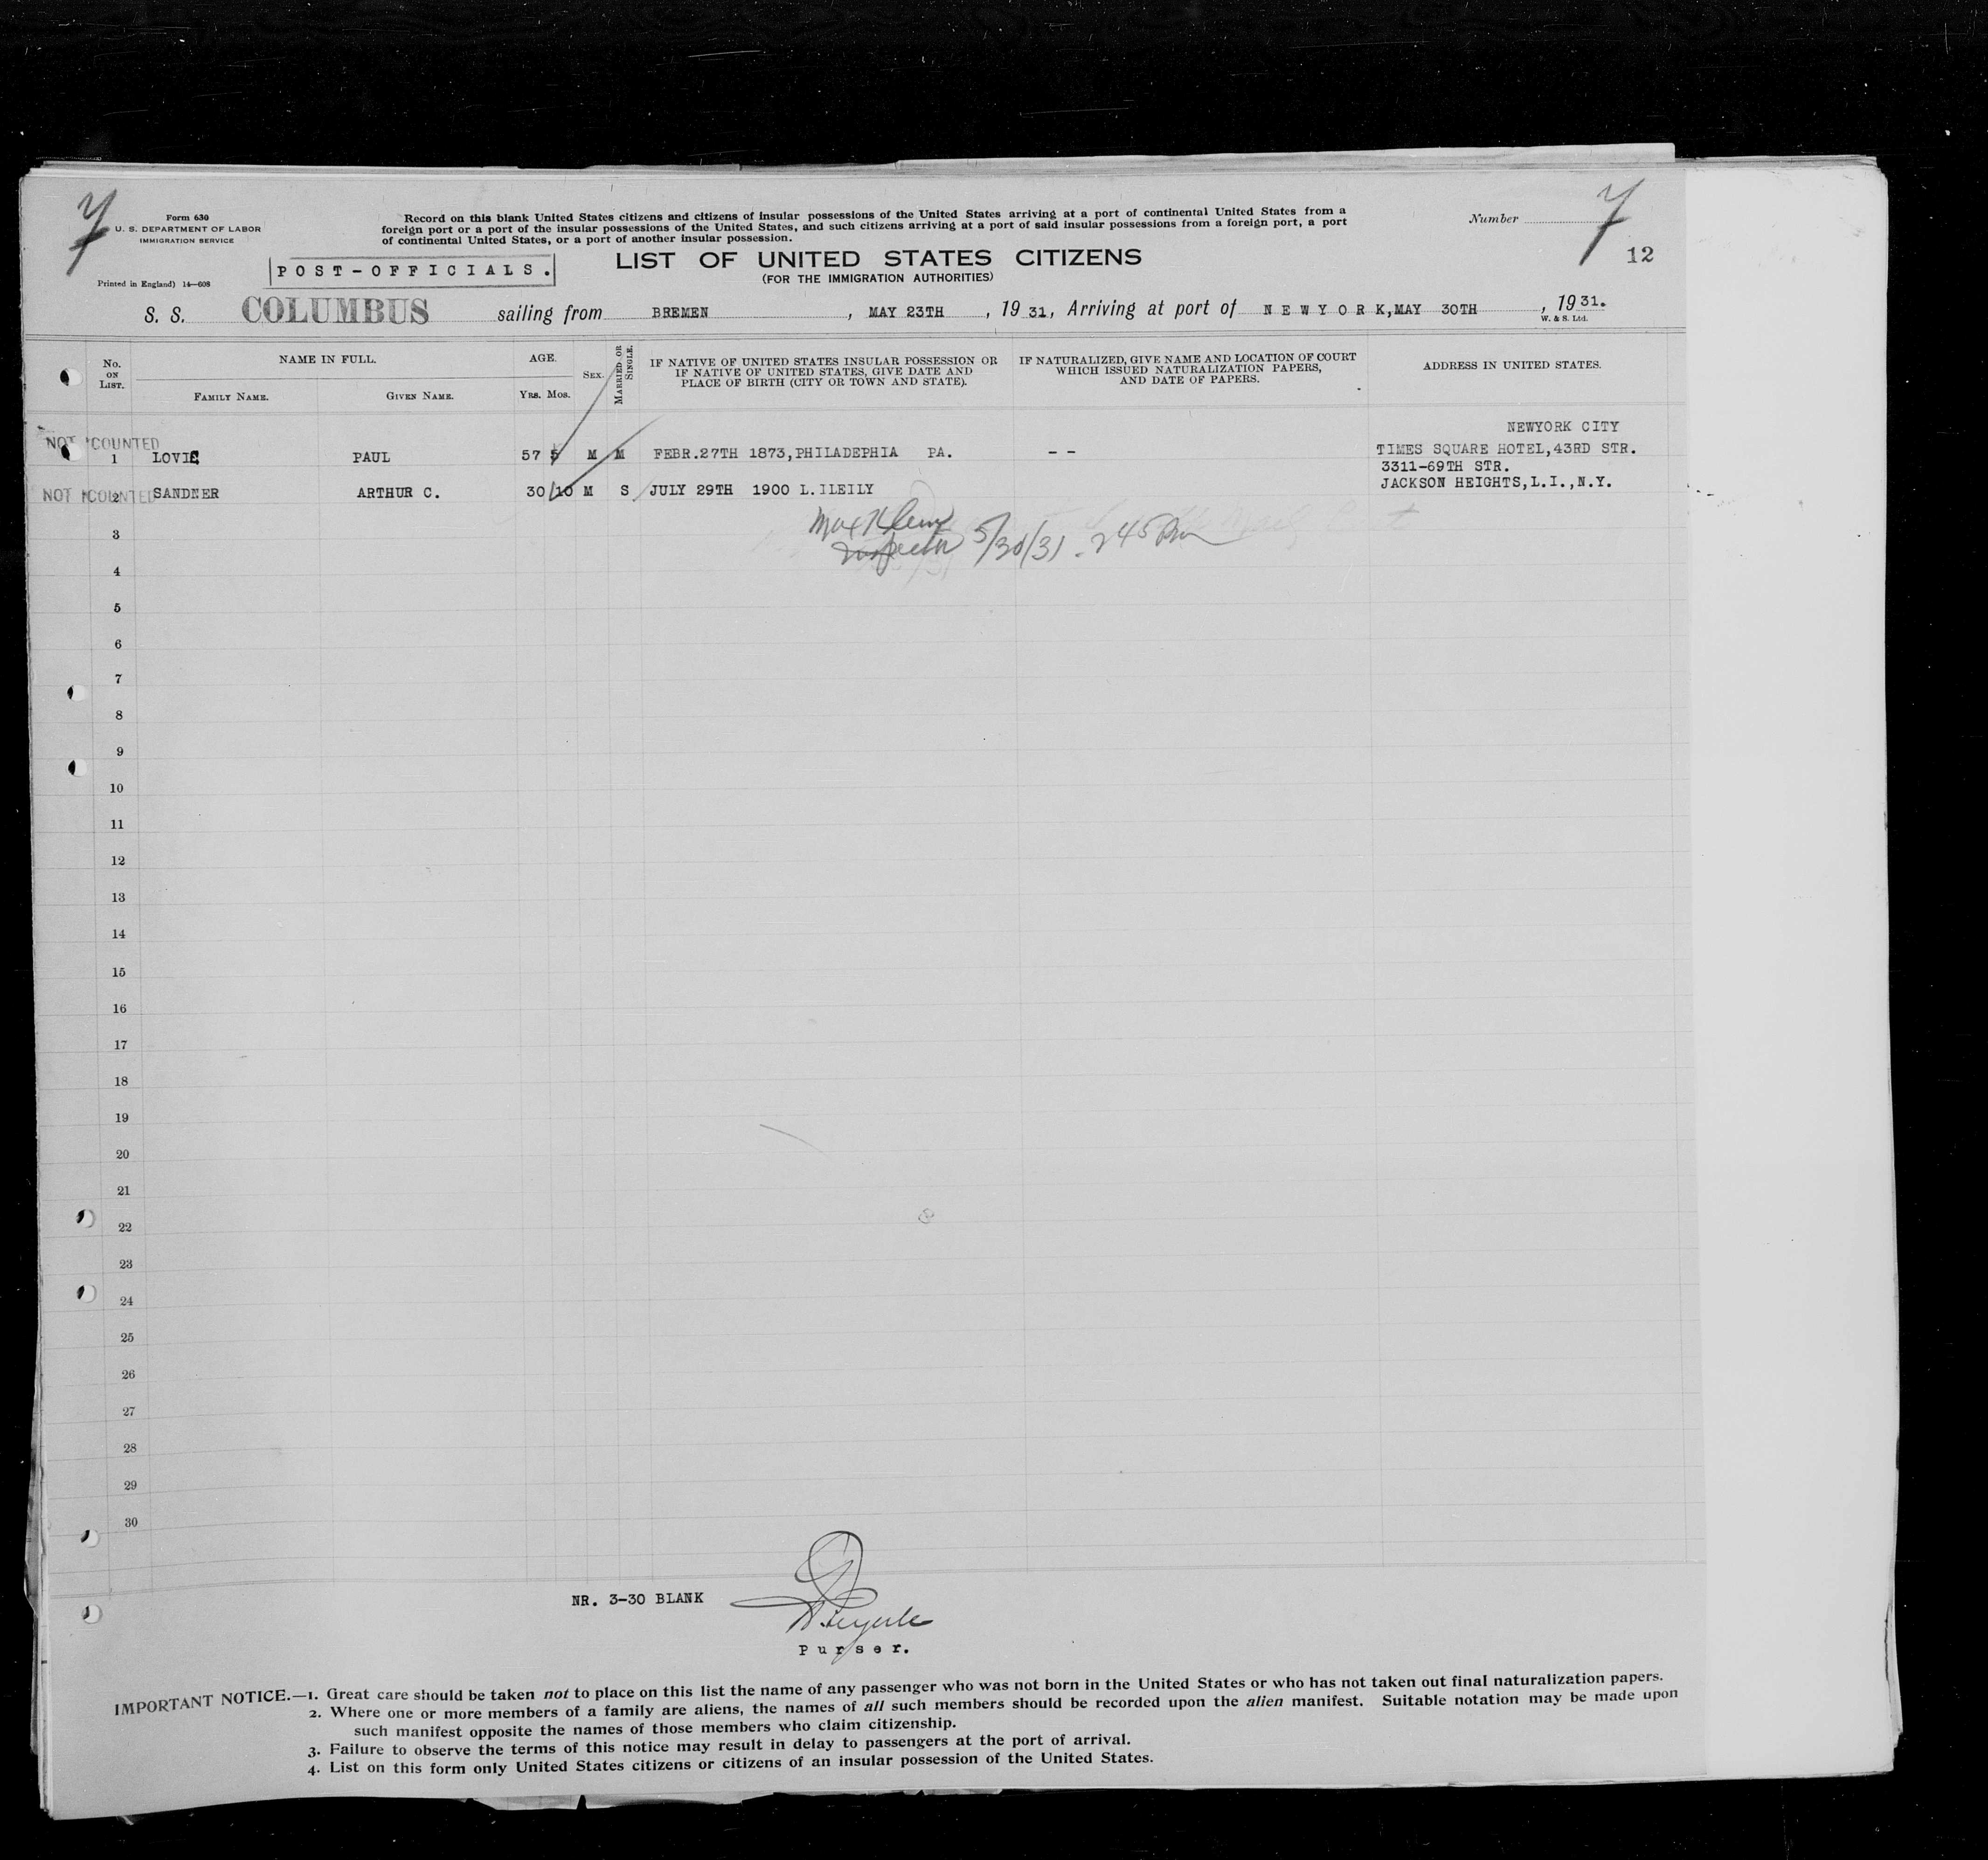 7
Form 630
U. S. DEPARTMENT OF LABOR
IMMIGRATION SERVICE
Printed in England) 14—608
Record on this blank United States citizens and citizens of insular possessions of the United States arriving at a port of continental United States from a
foreign port or a port of the insular possessions of the United States, and such citizens arriving at a port of said insular possessions from a foreign port, a port
of continental United States, or a port of another insular possession.
Number 7
12
POST-OFFICIALS.
LIST OF UNITED STATES CITIZENS
(FOR THE IMMIGRATION AUTHORITIES)
S. S. COLUMBUS sailing from BREMEN, MAY 23TH, 19 31, Arriving at port of NEWYORK, MAY 30TH, 19 31.
W. & S. Ltd.
No. ON LIST. NAME IN FULL. AGE. SEX. MARRIED OR SINGLE. IF NATIVE OF UNITED STATES INSULAR POSSESSION OR IF NATIVE OF UNITED STATES, GIVE DATE AND PLACE OF BIRTH (CITY OR TOWN AND STATE). IF NATURALIZED, GIVE NAME AND LOCATION OF COURT WHICH ISSUED NATURALIZATION PAPERS, AND DATE OF PAPERS. ADDRESS IN UNITED STATES.
FAMILY NAME. GIVEN NAME. YRS. MOS.
NEWYORK CITY
NOT COUNTED
1 LOVIE PAUL 57 5 M M FEBR.27TH 1873,PHILADEPHIA PA. - - TIMES SQUARE HOTEL,43RD STR.
3311-69TH STR.
NOT COUNTED 2 SANDNER ARTHUR C. 30 10 M S JULY 29TH 1900 L.ILEILY JACKSON HEIGHTS,L.I.,N.Y.
3
Inspector 5/30/31 - 245 Pm
4
5
6
7
8
9
10
11
12
13
14
15
16
17
18
19
20
21
22
23
24
25
26
27
28
29
30
NR. 3-30 BLANK
Purser.
IMPORTANT NOTICE.—1. Great care should be taken not to place on this list the name of any passenger who was not born in the United States or who has not taken out final naturalization papers.
2. Where one or more members of a family are aliens, the names of all such members should be recorded upon the alien manifest. Suitable notation may be made upon
such manifest opposite the names of those members who claim citizenship.
3. Failure to observe the terms of this notice may result in delay to passengers at the port of arrival.
4. List on this form only United States citizens or citizens of an insular possession of the United States.